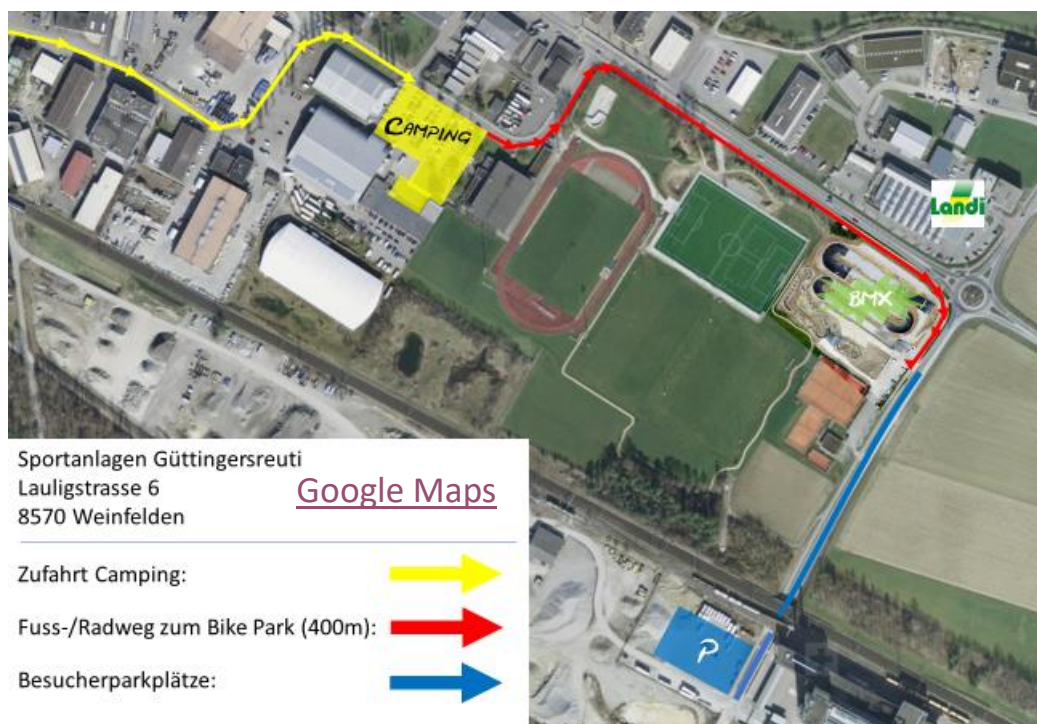 CAMPING
Landi
BMX
Sportanlagen Güttingersreuti
Lauligstrasse 6
8570 Weinfelden
Google Maps
Zufahrt Camping:
Fuss-/Radweg zum Bike Park (400m):
Besucherparkplätze:
P